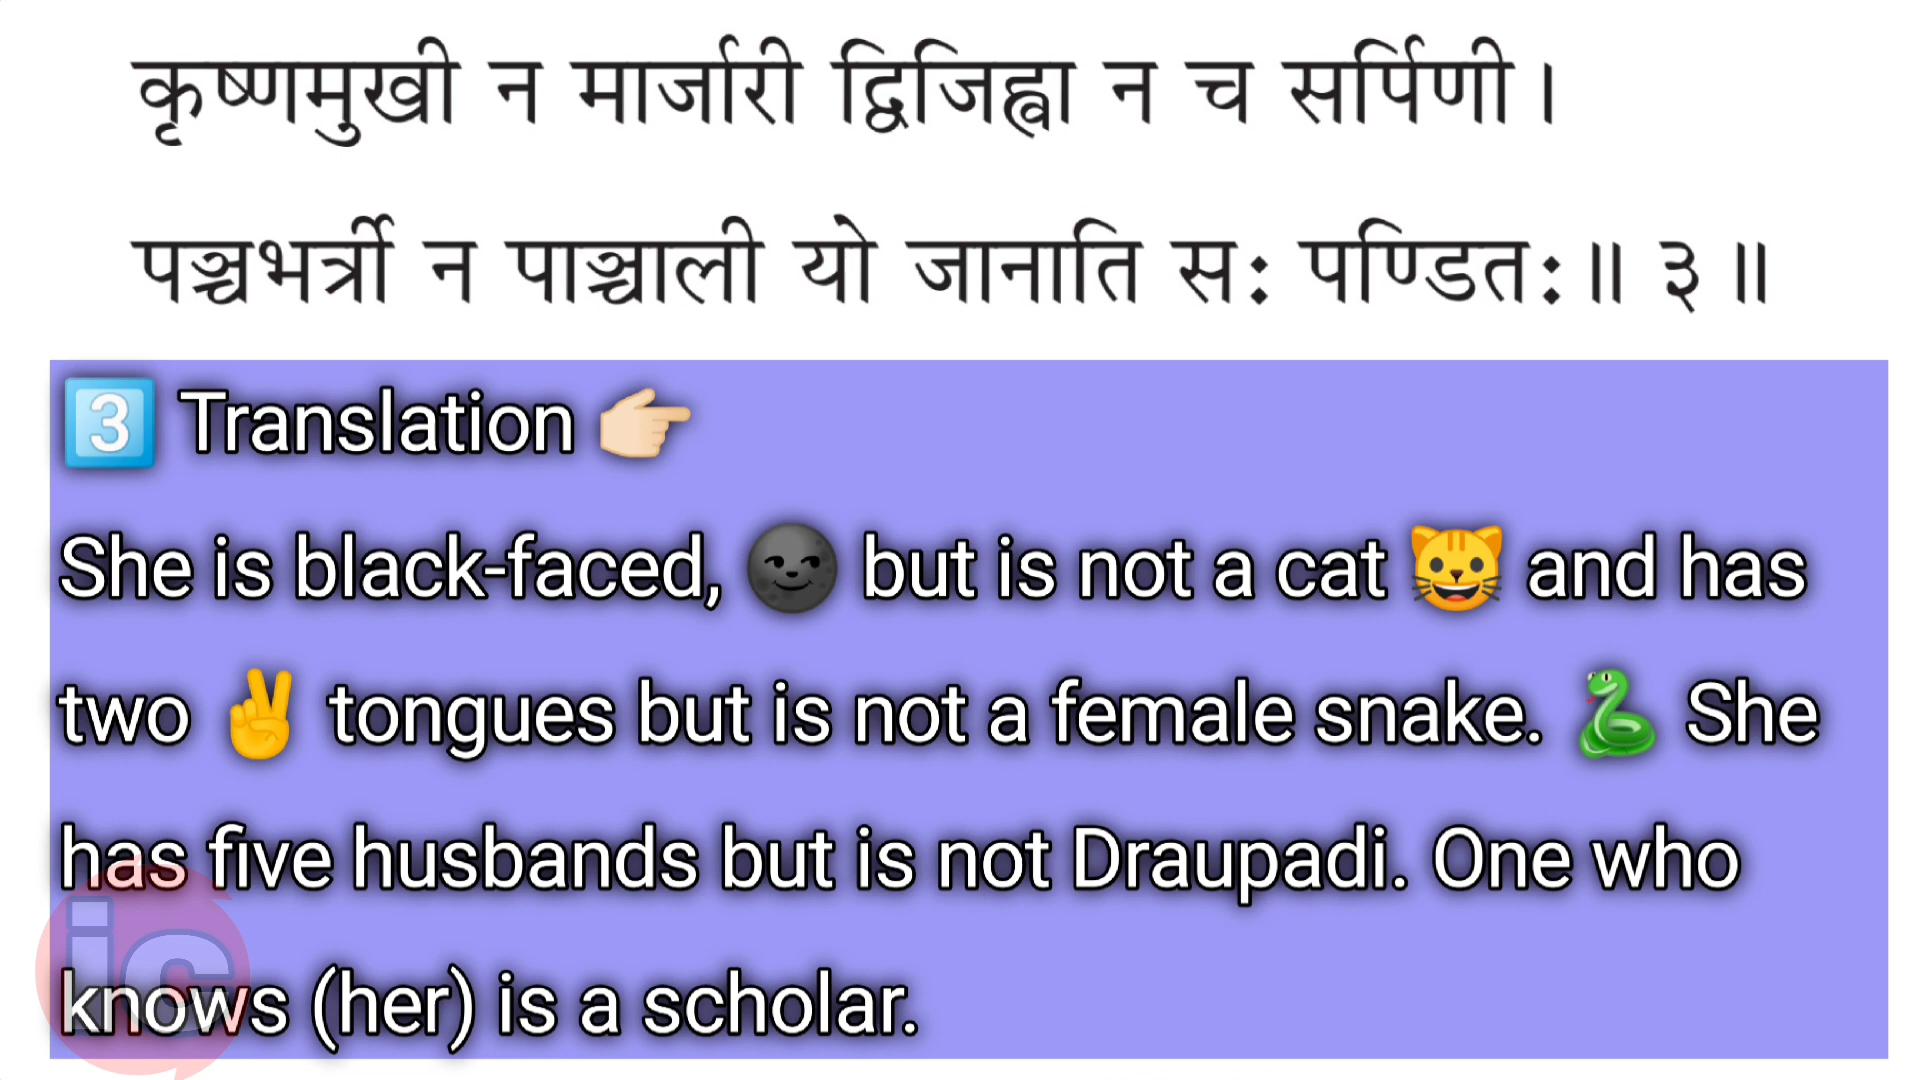 कृष्णमुखी न मार्जारी द्विजिह्वा न च सर्पिणी।
पञ्चभर्त्री न पाञ्चाली यो जानाति सः पण्डितः॥ ३ ॥
3️⃣ Translation 👉🏻
She is black-faced, 🌚 but is not a cat 😺 and has
two ✌️ tongues but is not a female snake. 🐍 She
has five husbands but is not Draupadi. One who
knows (her) is a scholar.
ic